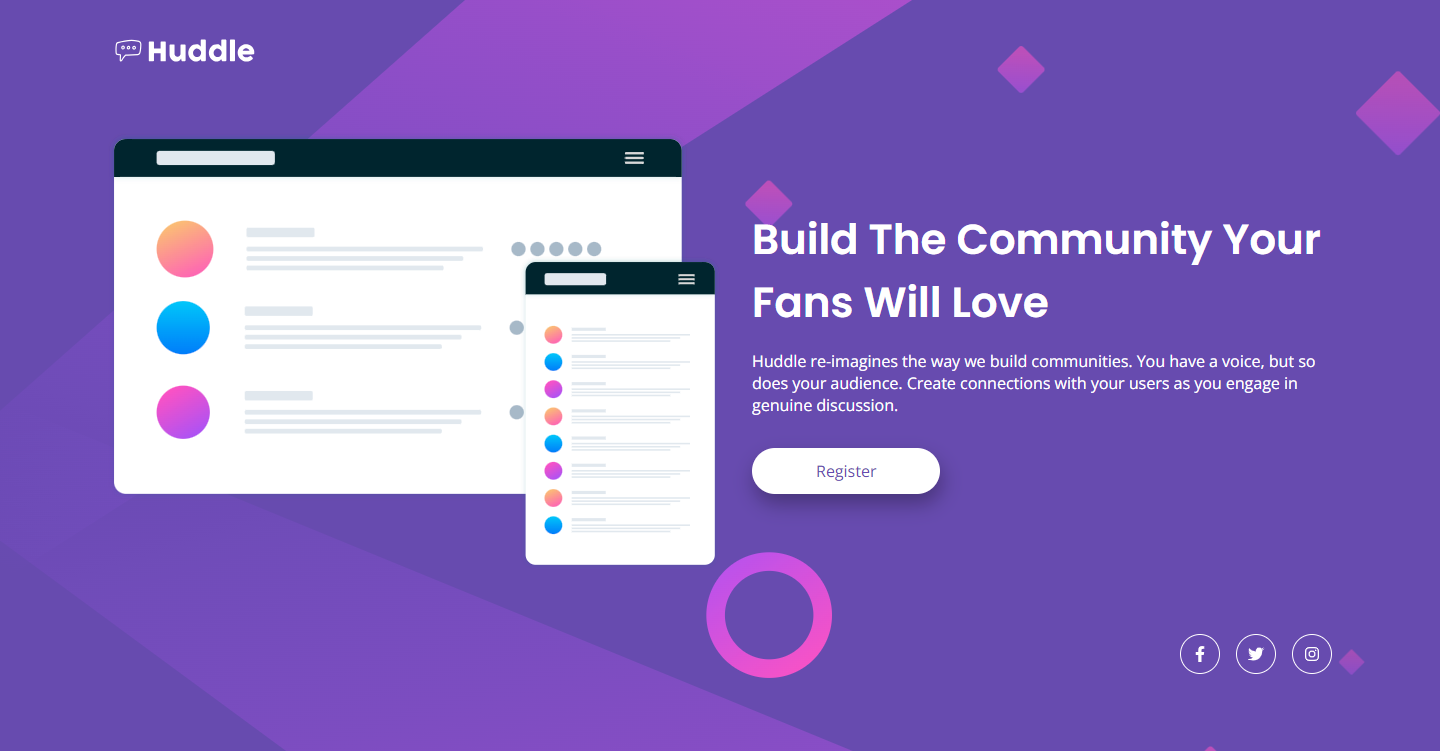 Huddle
Build The Community Your
Fans Will Love
Huddle re-imagines the way we build communities. You have a voice, but so
does your audience. Create connections with your users as you engage in
genuine discussion.
Register